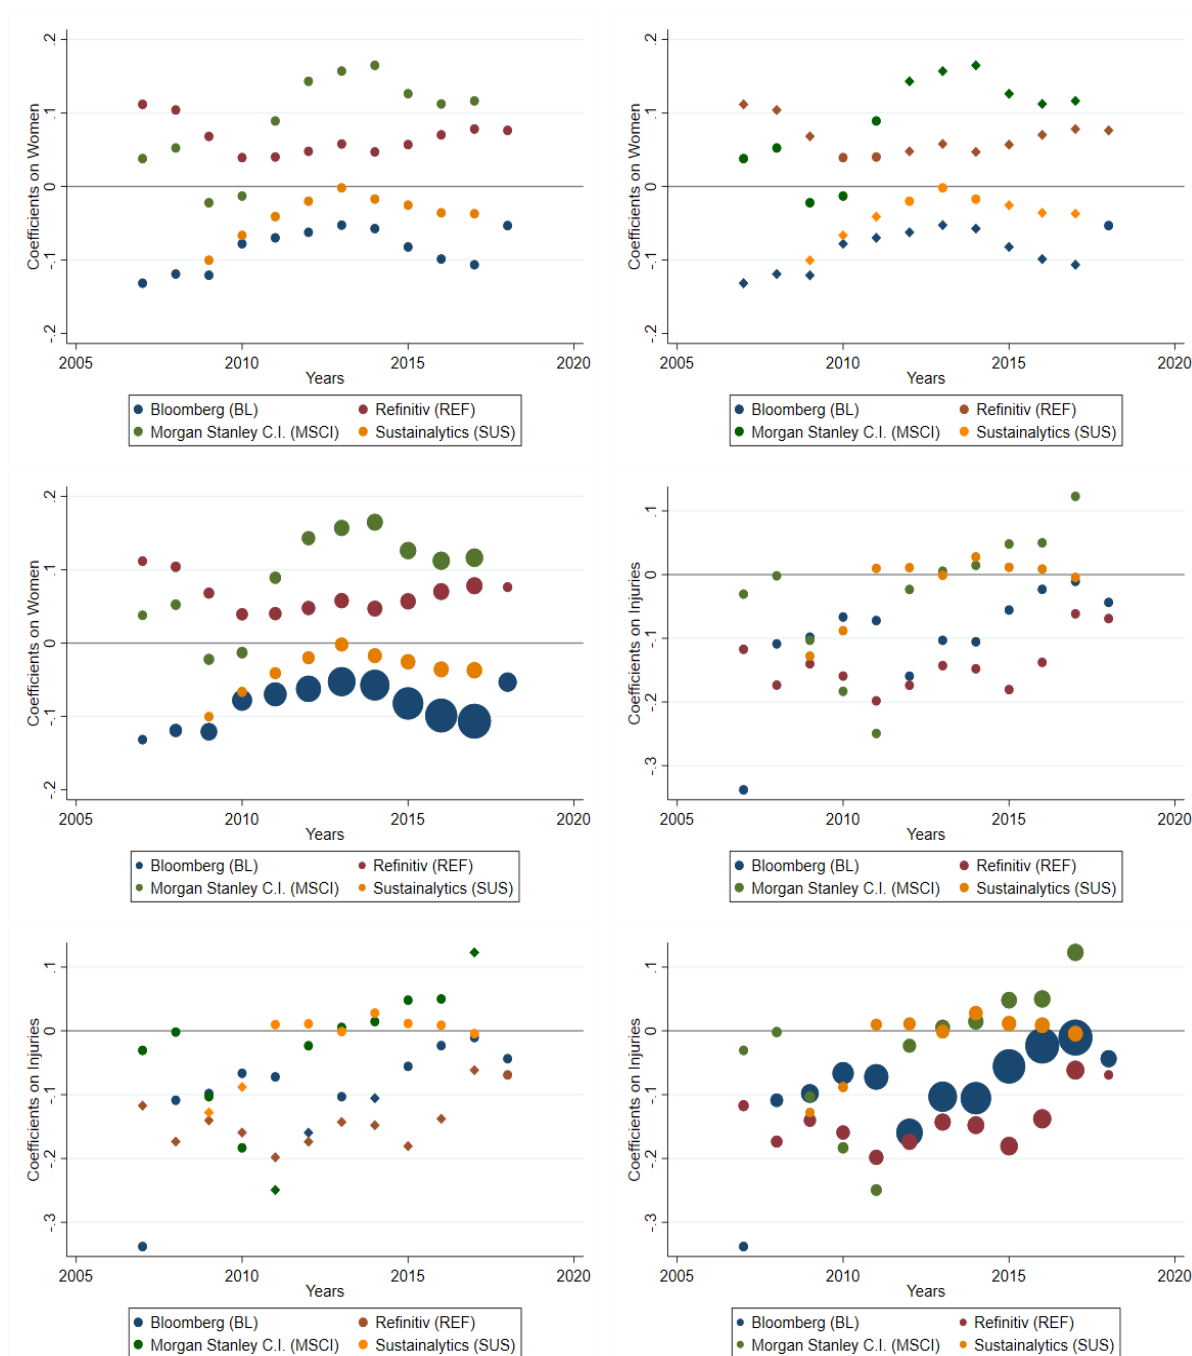 Coefficients on Women
.2
.1
0
-.1
-.2
2005 2010 2015 2020
Years
Bloomberg (BL) Refinitiv (REF)
Morgan Stanley C.I. (MSCI) Sustainalytics (SUS)
Coefficients on Women
.2
.1
0
-.1
-.2
2005 2010 2015 2020
Years
Bloomberg (BL) Refinitiv (REF)
Morgan Stanley C.I. (MSCI) Sustainalytics (SUS)
Coefficients on Women
.2
.1
0
-.1
-.2
2005 2010 2015 2020
Years
Bloomberg (BL) Refinitiv (REF)
Morgan Stanley C.I. (MSCI) Sustainalytics (SUS)
Coefficients on Injuries
.1
0
-.1
-.2
-.3
2005 2010 2015 2020
Years
Bloomberg (BL) Refinitiv (REF)
Morgan Stanley C.I. (MSCI) Sustainalytics (SUS)
Coefficients on Injuries
.1
0
-.1
-.2
-.3
2005 2010 2015 2020
Years
Bloomberg (BL) Refinitiv (REF)
Morgan Stanley C.I. (MSCI) Sustainalytics (SUS)
Coefficients on Injuries
.1
0
-.1
-.2
-.3
2005 2010 2015 2020
Years
Bloomberg (BL) Refinitiv (REF)
Morgan Stanley C.I. (MSCI) Sustainalytics (SUS)